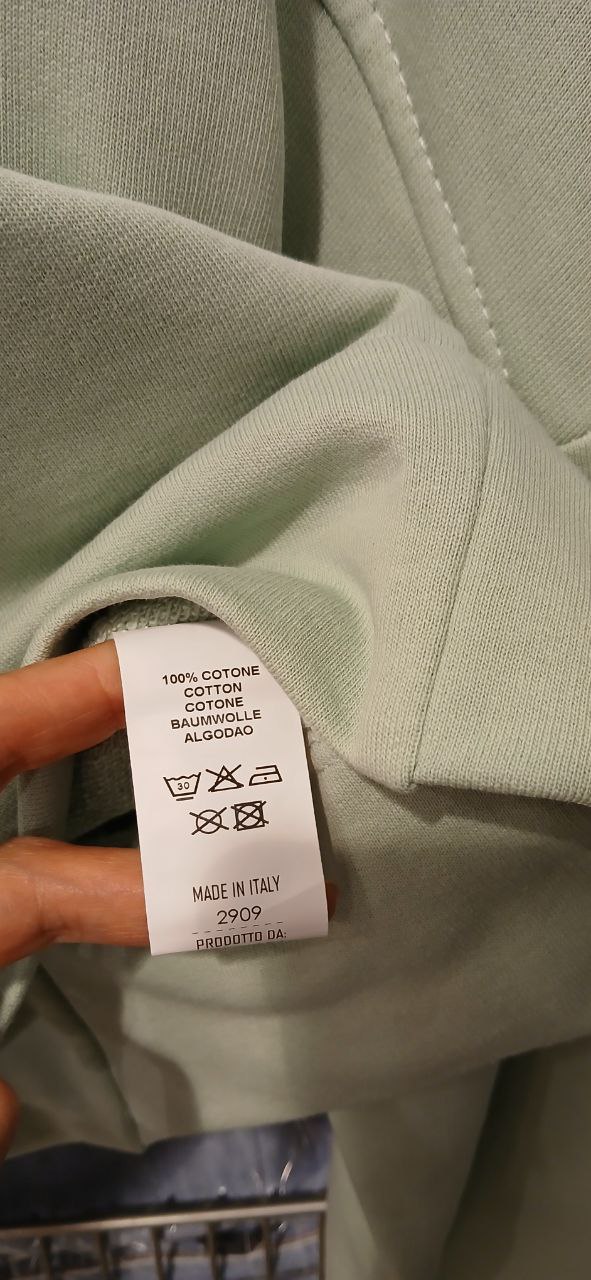 100% COTONE
COTTON
COTONE
BAUMWOLLE
ALGODAO
30
MADE IN ITALY
2909
PRODOTTO DA: